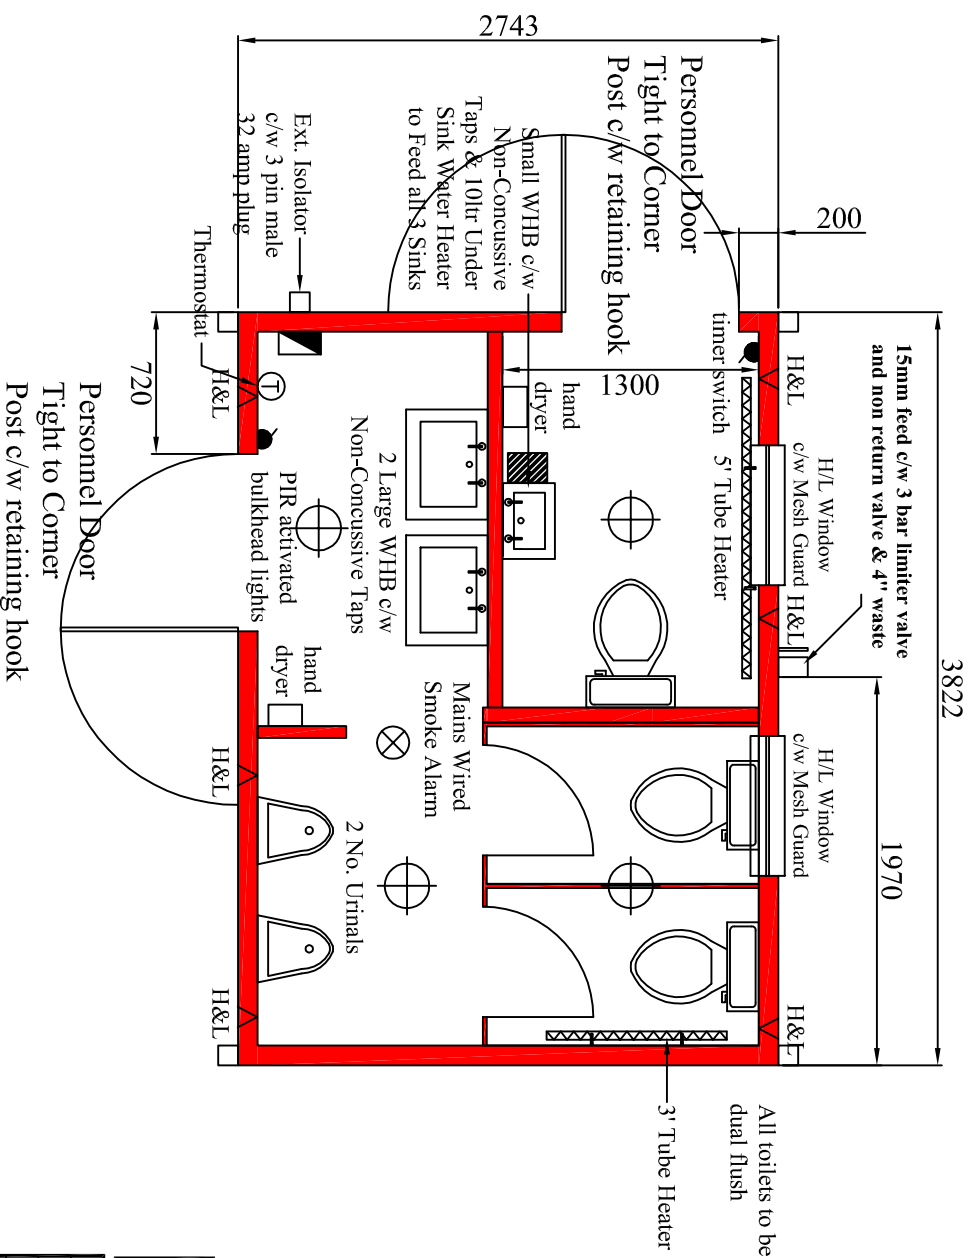 3822
1970
15mm feed c/w 3 bar limiter valve
and non return valve & 4" waste
H/L Window
c/w Mesh Guard
H/L Window
c/w Mesh Guard
H&L
H&L
H&L
200
2743
Personnel Door
Tight to Corner
Post c/w retaining hook
timer switch
5' Tube Heater
1300
hand
dryer
Small WHB c/w
Non-Concussive
Taps & 10ltr Under
Sink Water Heater
to Feed all 3 Sinks
All toilets to be
dual flush
3' Tube Heater
Ext. Isolator
c/w 3 pin male
32 amp plug
Thermostat
T
2 Large WHB c/w
Non-Concussive Taps
Mains Wired
Smoke Alarm
PIR activated
bulkhead lights
hand
dryer
2 No. Urinals
H&L
H&L
H&L
720
Personnel Door
Tight to Corner
Post c/w retaining hook